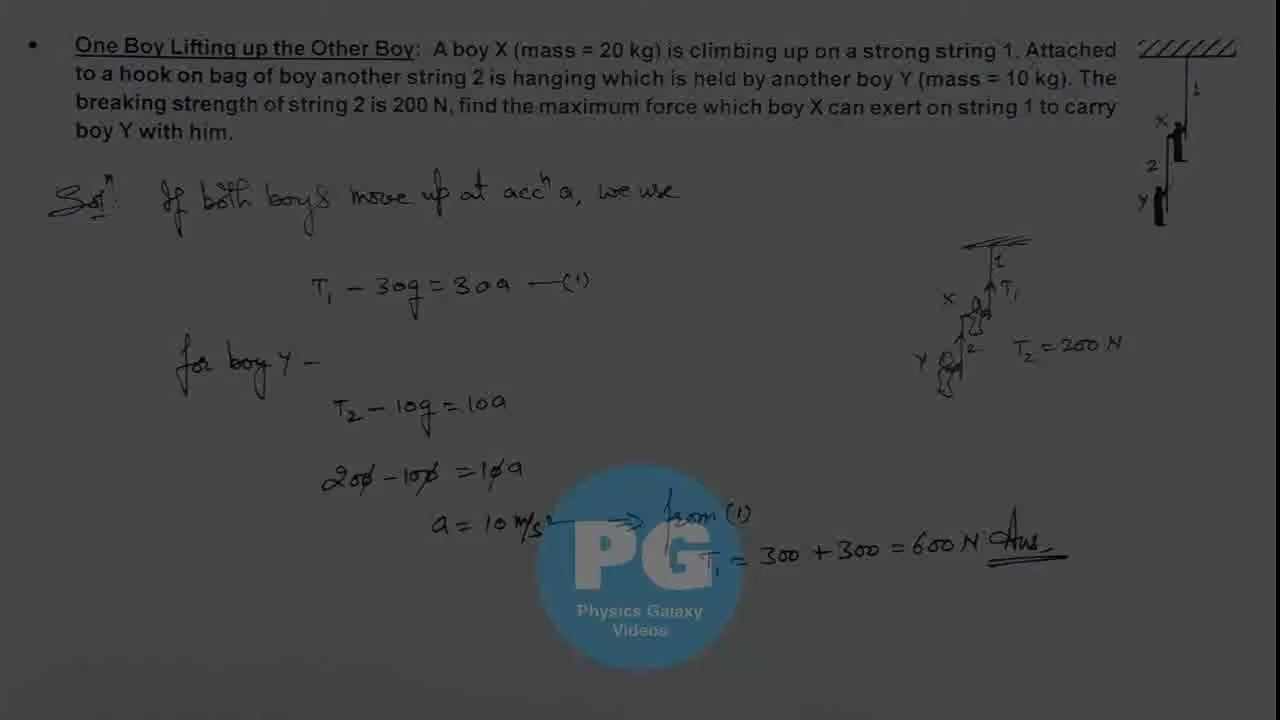 • One Boy Lifting up the Other Boy: A boy X (mass = 20 kg) is climbing up on a strong string 1. Attached
to a hook on bag of boy another string 2 is hanging which is held by another boy Y (mass = 10 kg). The
breaking strength of string 2 is 200 N, find the maximum force which boy X can exert on string 1 to carry
boy Y with him.
1
X
2
Y
Solⁿ. If both boys move up at accⁿ a, we use
T₁ − 30g = 30a —(1)
1
T₁
X
2
Y
T₂ = 200 N
for boy Y −
T₂ − 10g = 10a
200 − 100 = 10a
a = 10 m/s² ⇒ from (1)
T₁ = 300 + 300 = 600 N Ans.
PG
Physics Galaxy
Videos